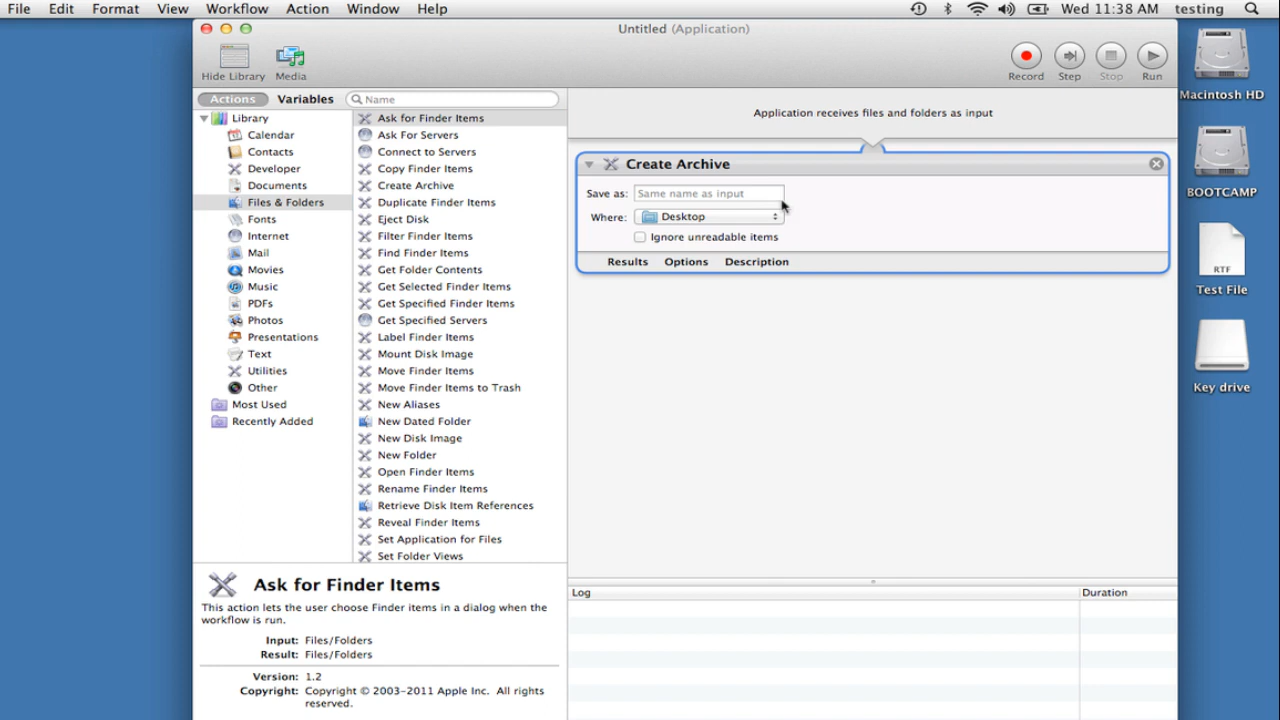 File Edit Format View Workflow Action Window Help Wed 11:38 AM testing
Untitled (Application)
Hide Library Media Record Step Stop Run
Actions Variables Name
Library
Calendar
Contacts
Developer
Documents
Files & Folders
Fonts
Internet
Mail
Movies
Music
PDFs
Photos
Presentations
Text
Utilities
Other
Most Used
Recently Added
Ask for Finder Items
Ask For Servers
Connect to Servers
Copy Finder Items
Create Archive
Duplicate Finder Items
Eject Disk
Filter Finder Items
Find Finder Items
Get Folder Contents
Get Selected Finder Items
Get Specified Finder Items
Get Specified Servers
Label Finder Items
Mount Disk Image
Move Finder Items
Move Finder Items to Trash
New Aliases
New Dated Folder
New Disk Image
New Folder
Open Finder Items
Rename Finder Items
Retrieve Disk Item References
Reveal Finder Items
Set Application for Files
Set Folder Views
Ask for Finder Items
This action lets the user choose Finder items in a dialog when the
workflow is run.
Input: Files/Folders
Result: Files/Folders
Version: 1.2
Copyright: Copyright © 2003-2011 Apple Inc. All rights
reserved.
Application receives files and folders as input
Create Archive
Save as: Same name as input
Where: Desktop
Ignore unreadable items
Results Options Description
Log Duration
Macintosh HD
BOOTCAMP
RTF
Test File
Key drive